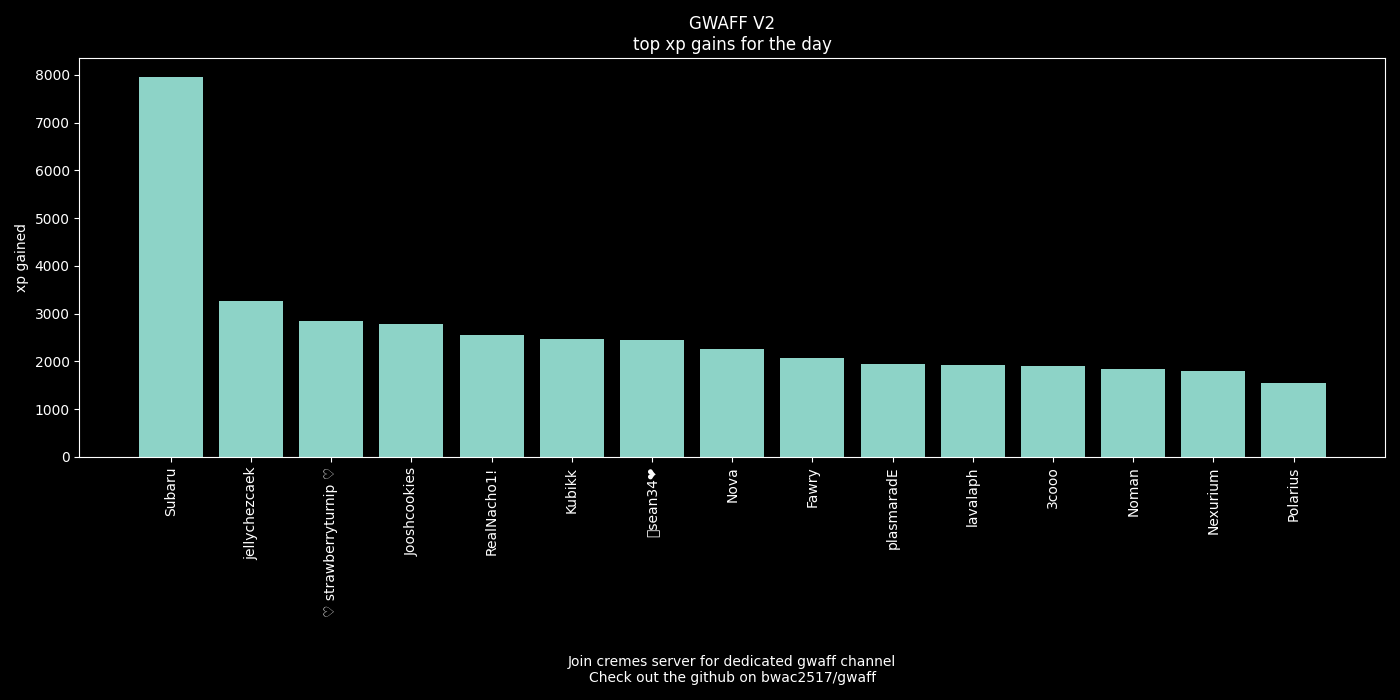 GWAFF V2
top xp gains for the day
xp gained
8000
7000
6000
5000
4000
3000
2000
1000
0
Subaru
jellychezcaek
♡ strawberryturnip ♡
Jooshcookies
RealNacho1!
Kubikk
sean34❤
Nova
Fawry
plasmaradE
lavalaph
3cooo
Noman
Nexurium
Polarius
Join cremes server for dedicated gwaff channel
Check out the github on bwac2517/gwaff